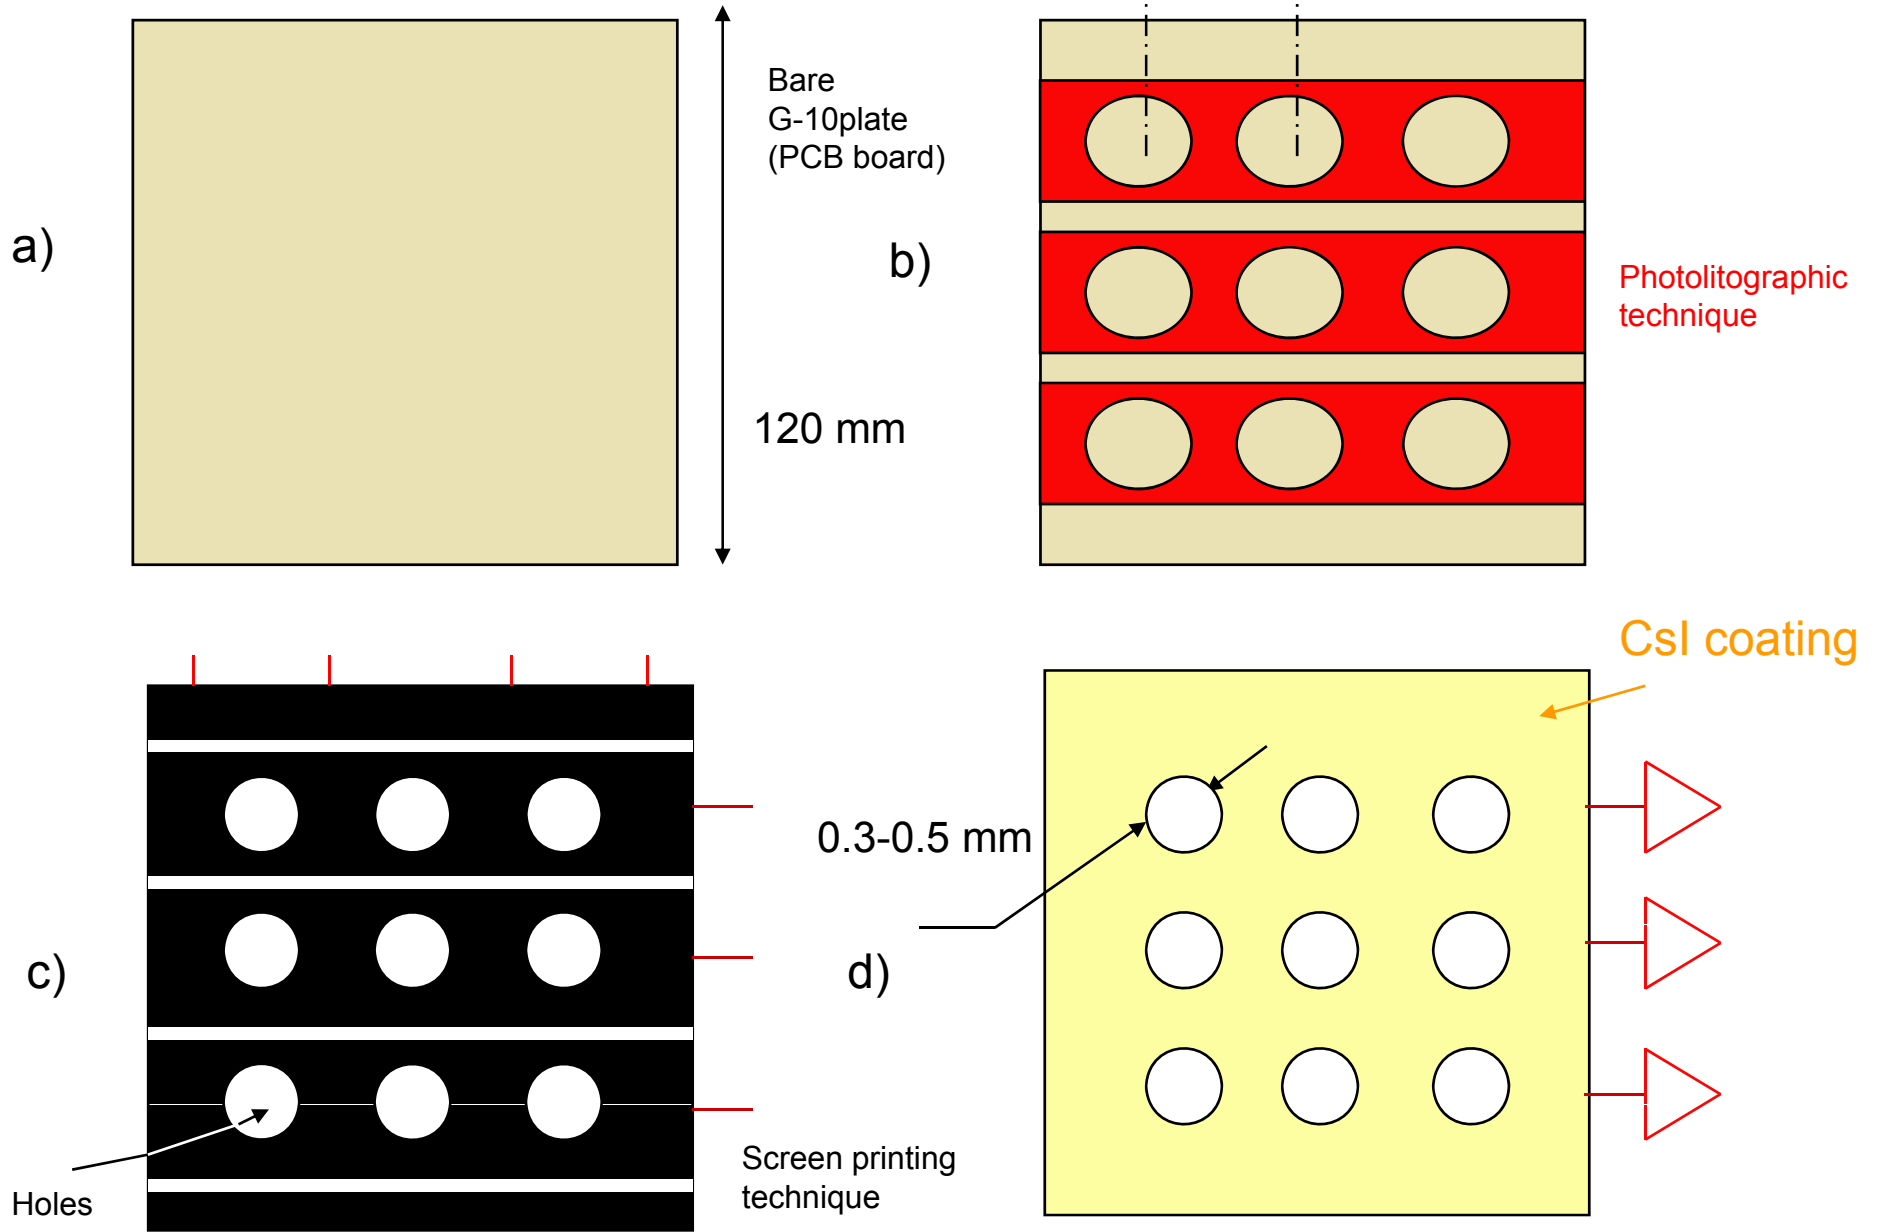 a)
Bare
G-10plate
(PCB board)
120 mm
b)
Photolitographic
technique
c)
Holes
Screen printing
technique
0.3-0.5 mm
d)
CsI coating